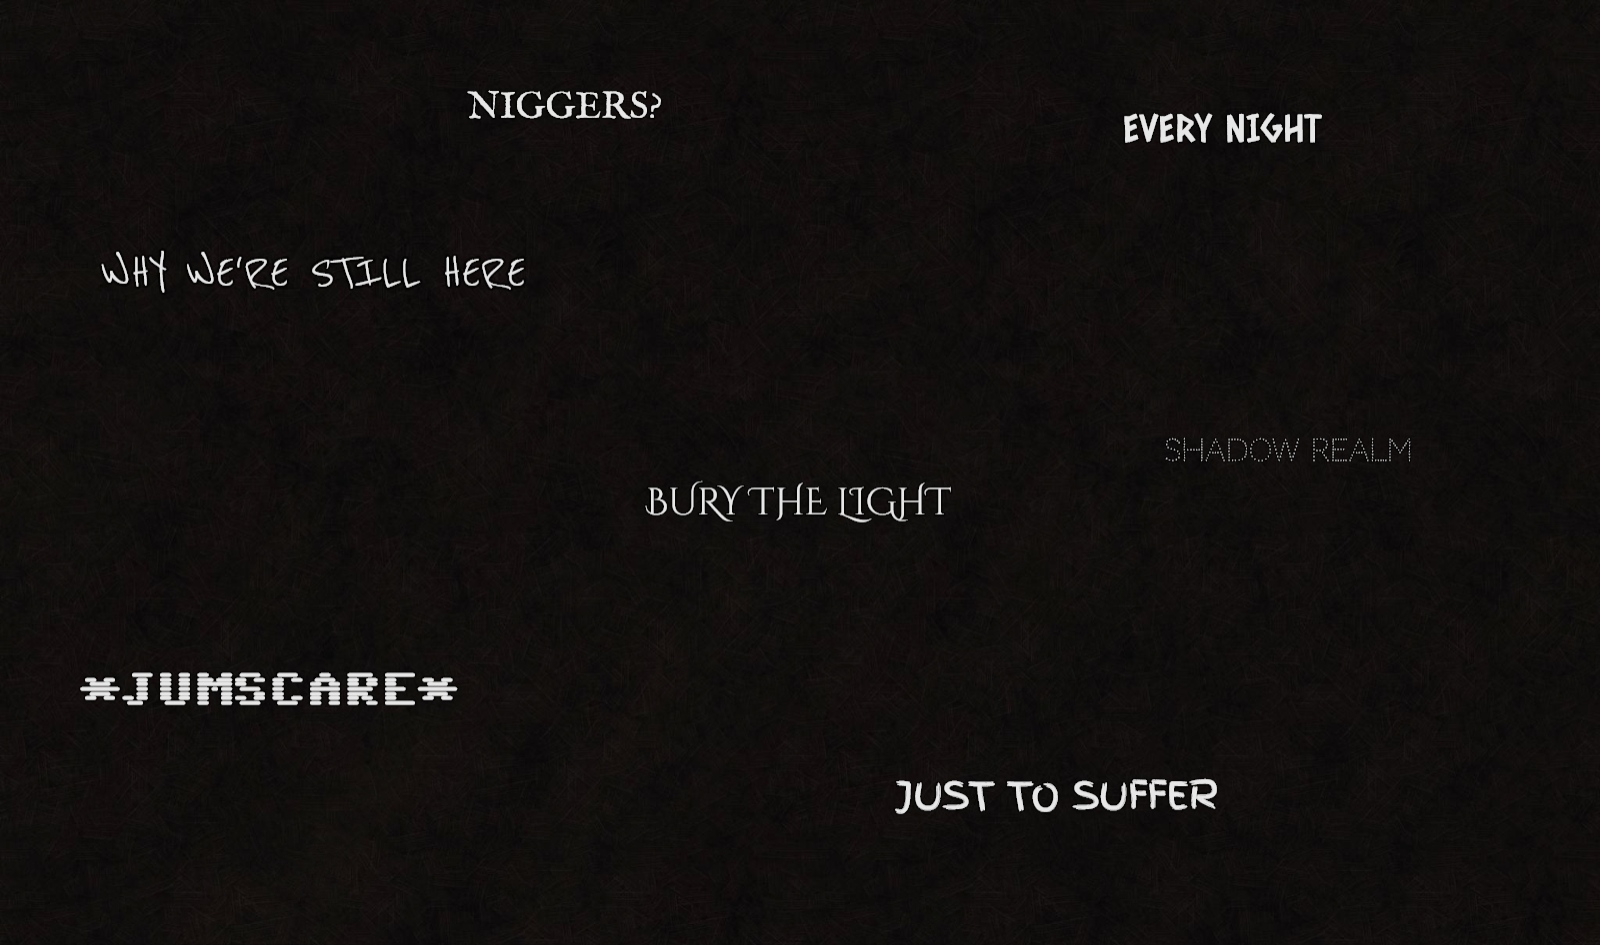 NIGGERS?
EVERY NIGHT
WHY WE'RE STILL HERE
SHADOW REALM
BURY THE LIGHT
*JUMSCARE*
JUST TO SUFFER